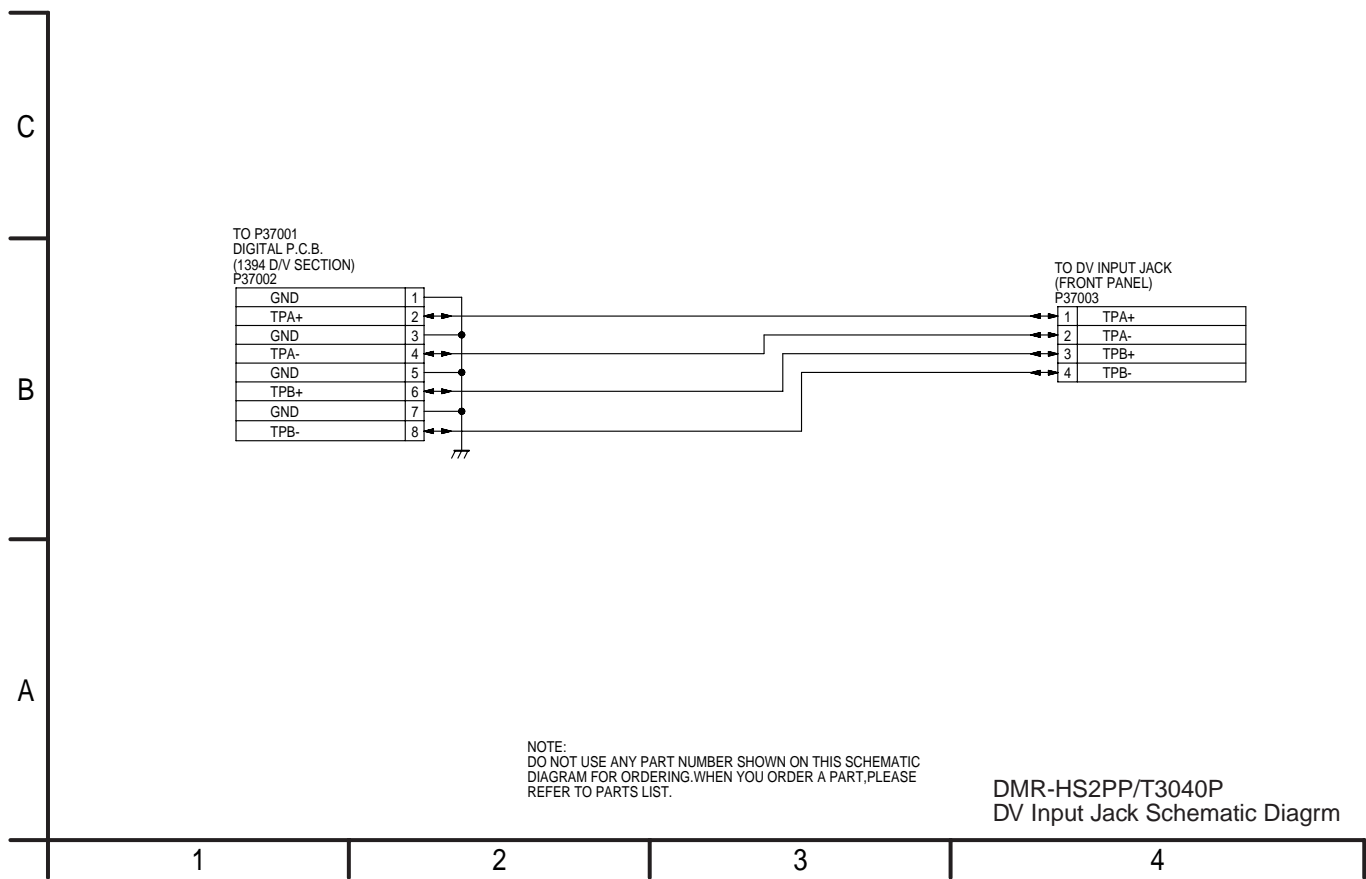 C
TO P37001
DIGITAL P.C.B.
(1394 D/V SECTION)
P37002
GND 1
TPA+ 2
GND 3
TPA- 4
GND 5
TPB+ 6
GND 7
TPB- 8
TO DV INPUT JACK
(FRONT PANEL)
P37003
1 TPA+
2 TPA-
3 TPB+
4 TPB-
B
A
NOTE:
DO NOT USE ANY PART NUMBER SHOWN ON THIS SCHEMATIC
DIAGRAM FOR ORDERING.WHEN YOU ORDER A PART,PLEASE
REFER TO PARTS LIST.
DMR-HS2PP/T3040P
DV Input Jack Schematic Diagrm
1 2 3 4